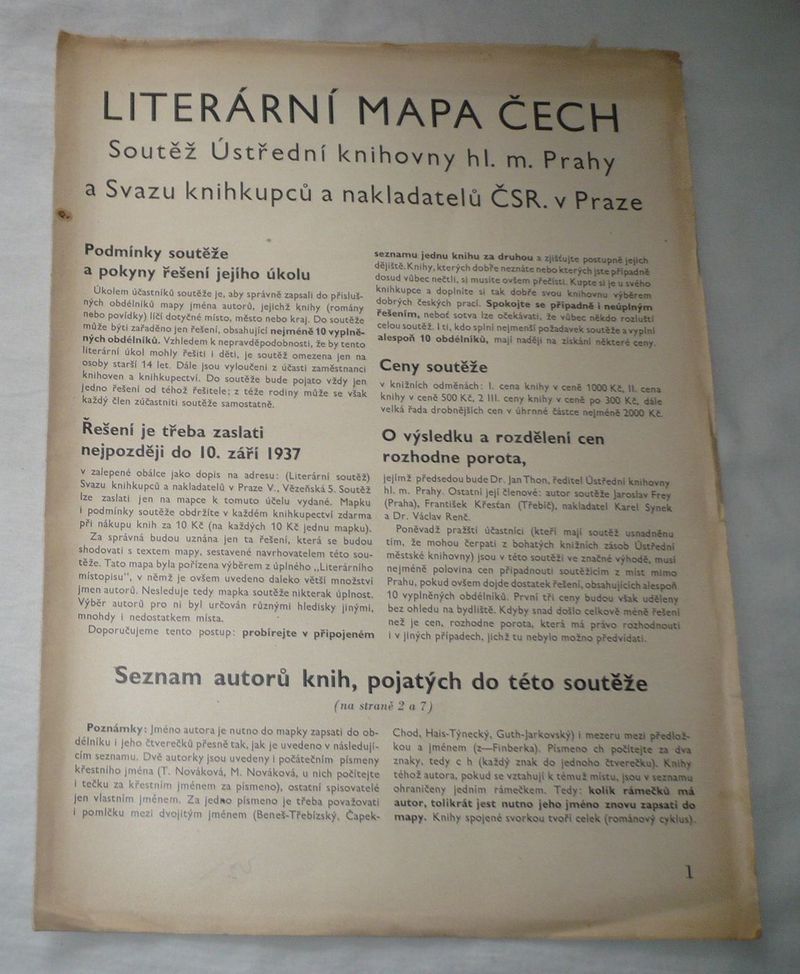 LITERÁRNÍ MAPA ČECH
Soutěž Ústřední knihovny hl. m. Prahy
a Svazu knihkupců a nakladatelů ČSR. v Praze
Podmínky soutěže
a pokyny řešení jejího úkolu
Úkolem účastníků soutěže je, aby správně zapsali do přísluš-
ných obdélníků mapy jména autorů, jejichž knihy (romány
nebo povídky) líčí dotyčné místo, město nebo kraj. Do soutěže
může býti zařaděno jen řešení, obsahující nejméně 10 vyplně-
ných obdélníků. Vzhledem k nepravděpodobnosti, že by tento
literární úkol mohly řešiti i děti, je soutěž omezena jen na
osoby starší 14 let. Dále jsou vyloučeni z účasti zaměstnanci
knihoven a knihkupectví. Do soutěže bude pojato vždy jen
jedno řešení od téhož řešitele; z téže rodiny může se však
každý člen zúčastniti soutěže samostatně.
Řešení je třeba zaslati
nejpozději do 10. září 1937
v zalepené obálce jako dopis na adresu: (Literární soutěž)
Svazu knihkupců a nakladatelů v Praze V., Vězeňská 5. Soutěž
lze zaslati jen na mapce k tomuto účelu vydané. Mapku
i podmínky soutěže obdržíte v každém knihkupectví zdarma
při nákupu knih za 10 Kč (na každých 10 Kč jednu mapku).
Za správná budou uznána jen ta řešení, která se budou
shodovati s textem mapy, sestavené navrhovatelem této sou-
těže. Tato mapa byla pořízena výběrem z úplného ,,Literárního
místopisu", v němž je ovšem uvedeno daleko větší množství
jmen autorů. Nesleduje tedy mapka soutěže nikterak úplnost.
Výběr autorů pro ni byl určován různými hledisky jinými,
mnohdy i nedostatkem místa.
Doporučujeme tento postup: probírejte v připojeném
seznamu jednu knihu za druhou a zjišťujte postupně jejich
dějiště. Knihy, kterých dobře neznáte nebo kterých jste případně
dosud vůbec nečtli, si musíte ovšem přečísti. Kupte si je u svého
knihkupce a doplníte si tak dobře svou knihovnu výběrem
dobrých českých prací. Spokojte se případně i neúplným
řešením, neboť sotva lze očekávati, že vůbec někdo rozluští
celou soutěž. I ti, kdo splní nejmenší požadavek soutěže a vyplní
alespoň 10 obdélníků, mají naději na získání některé ceny.
Ceny soutěže
v knižních odměnách: I. cena knihy v ceně 1000 Kč, II. cena
knihy v ceně 500 Kč, 2 III. ceny knihy v ceně po 300 Kč, dále
velká řada drobnějších cen v úhrnné částce nejméně 2000 Kč.
O výsledku a rozdělení cen
rozhodne porota,
jejímž předsedou bude Dr. Jan Thon, ředitel Ústřední knihovny
hl. m. Prahy. Ostatní její členové: autor soutěže Jaroslav Frey
(Praha), František Křesťan (Třebíč), nakladatel Karel Synek
a Dr. Václav Renč.
Poněvadž pražští účastníci (kteří mají soutěž usnadněnu
tím, že mohou čerpati z bohatých knižních zásob Ústřední
městské knihovny) jsou v této soutěži ve značné výhodě, musí
nejméně polovina cen připadnouti soutěžícím z míst mimo
Prahu, pokud ovšem dojde dostatek řešení, obsahujících alespoň
10 vyplněných obdélníků. První tři ceny budou však uděleny
bez ohledu na bydliště. Kdyby snad došlo celkově méně řešení
než je cen, rozhodne porota, která má právo rozhodnouti
i v jiných případech, jichž tu nebylo možno předvídati.
Seznam autorů knih, pojatých do této soutěže
(na straně 2 a 7)
Poznámky: Jméno autora je nutno do mapky zapsati do ob-
délníku i jeho čtverečků přesně tak, jak je uvedeno v následují-
cím seznamu. Dvě autorky jsou uvedeny i počátečním písmeny
křestního jména (T. Nováková, M. Nováková, u nich počítejte
i tečku za křestním jménem za písmeno), ostatní spisovatelé
jen vlastním jménem. Za jedno písmeno je třeba považovati
i pomlčku mezi dvojitým jménem (Beneš-Třebízský, Čapek-
Chod, Hais-Týnecký, Guth-Jarkovský) i mezeru mezi předlož-
kou a jménem (z—Finberka). Písmeno ch počítejte za dva
znaky, tedy c h (každý znak do jednoho čtverečku). Knihy
téhož autora, pokud se vztahují k témuž místu, jsou v seznamu
ohraničeny jedním rámečkem. Tedy: kolik rámečků má
autor, tolikrát jest nutno jeho jméno znovu zapsati do
mapy. Knihy spojené svorkou tvoří celek (románový cyklus).
1